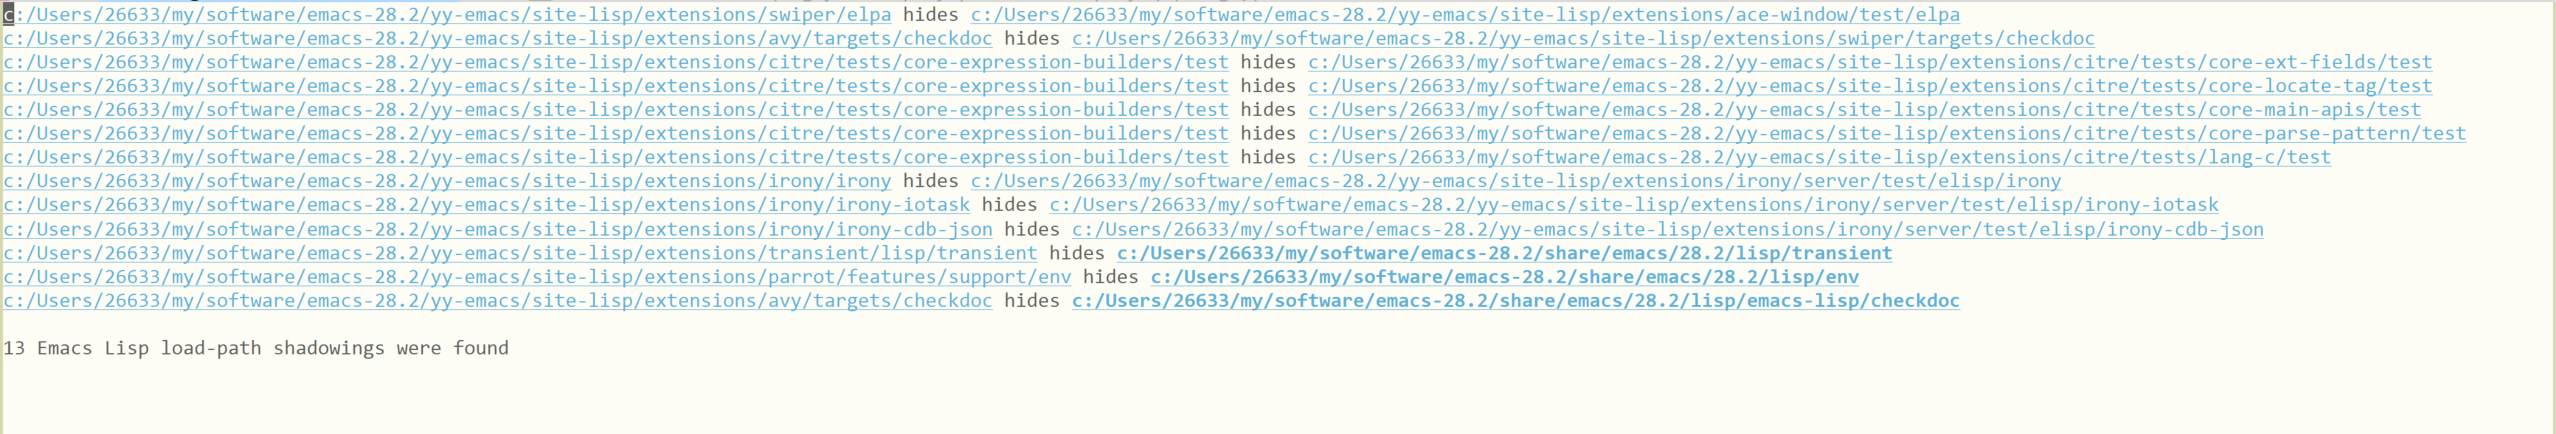 c:/Users/26633/my/software/emacs-28.2/yy-emacs/site-lisp/extensions/swiper/elpa hides c:/Users/26633/my/software/emacs-28.2/yy-emacs/site-lisp/extensions/ace-window/test/elpa
c:/Users/26633/my/software/emacs-28.2/yy-emacs/site-lisp/extensions/avy/targets/checkdoc hides c:/Users/26633/my/software/emacs-28.2/yy-emacs/site-lisp/extensions/swiper/targets/checkdoc
c:/Users/26633/my/software/emacs-28.2/yy-emacs/site-lisp/extensions/citre/tests/core-expression-builders/test hides c:/Users/26633/my/software/emacs-28.2/yy-emacs/site-lisp/extensions/citre/tests/core-ext-fields/test
c:/Users/26633/my/software/emacs-28.2/yy-emacs/site-lisp/extensions/citre/tests/core-expression-builders/test hides c:/Users/26633/my/software/emacs-28.2/yy-emacs/site-lisp/extensions/citre/tests/core-locate-tag/test
c:/Users/26633/my/software/emacs-28.2/yy-emacs/site-lisp/extensions/citre/tests/core-expression-builders/test hides c:/Users/26633/my/software/emacs-28.2/yy-emacs/site-lisp/extensions/citre/tests/core-main-apis/test
c:/Users/26633/my/software/emacs-28.2/yy-emacs/site-lisp/extensions/citre/tests/core-expression-builders/test hides c:/Users/26633/my/software/emacs-28.2/yy-emacs/site-lisp/extensions/citre/tests/core-parse-pattern/test
c:/Users/26633/my/software/emacs-28.2/yy-emacs/site-lisp/extensions/citre/tests/core-expression-builders/test hides c:/Users/26633/my/software/emacs-28.2/yy-emacs/site-lisp/extensions/citre/tests/lang-c/test
c:/Users/26633/my/software/emacs-28.2/yy-emacs/site-lisp/extensions/irony/irony hides c:/Users/26633/my/software/emacs-28.2/yy-emacs/site-lisp/extensions/irony/server/test/elisp/irony
c:/Users/26633/my/software/emacs-28.2/yy-emacs/site-lisp/extensions/irony/irony-iotask hides c:/Users/26633/my/software/emacs-28.2/yy-emacs/site-lisp/extensions/irony/server/test/elisp/irony-iotask
c:/Users/26633/my/software/emacs-28.2/yy-emacs/site-lisp/extensions/irony/irony-cdb-json hides c:/Users/26633/my/software/emacs-28.2/yy-emacs/site-lisp/extensions/irony/server/test/elisp/irony-cdb-json
c:/Users/26633/my/software/emacs-28.2/yy-emacs/site-lisp/extensions/transient/lisp/transient hides c:/Users/26633/my/software/emacs-28.2/share/emacs/28.2/lisp/transient
c:/Users/26633/my/software/emacs-28.2/yy-emacs/site-lisp/extensions/parrot/features/support/env hides c:/Users/26633/my/software/emacs-28.2/share/emacs/28.2/lisp/env
c:/Users/26633/my/software/emacs-28.2/yy-emacs/site-lisp/extensions/avy/targets/checkdoc hides c:/Users/26633/my/software/emacs-28.2/share/emacs/28.2/lisp/emacs-lisp/checkdoc
13 Emacs Lisp load-path shadowings were found